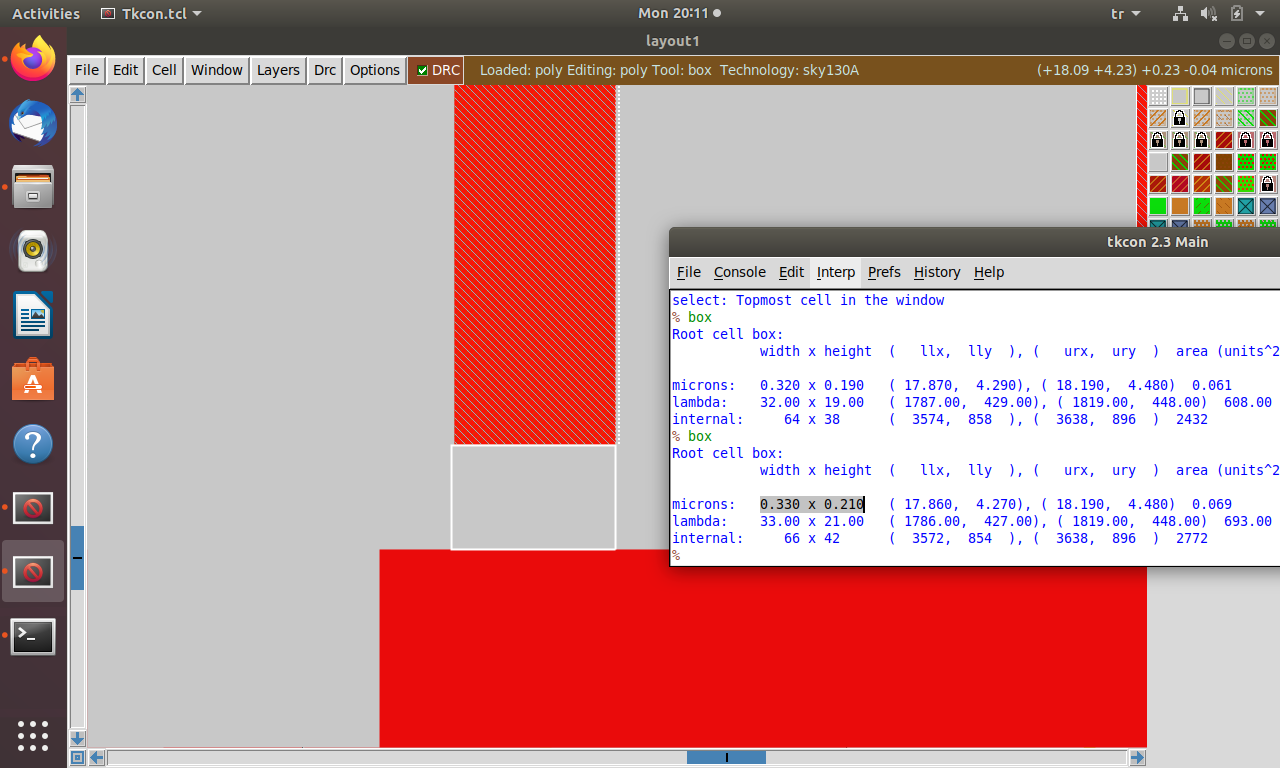 Activities Tkcon.tcl Mon 20:11 tr
layout1
File Edit Cell Window Layers Drc Options DRC Loaded: poly Editing: poly Tool: box Technology: sky130A (+18.09 +4.23) +0.23 -0.04 microns
tkcon 2.3 Main
File Console Edit Interp Prefs History Help
select: Topmost cell in the window
% box
Root cell box:
width x height ( llx, lly ), ( urx, ury ) area (units^2
microns: 0.320 x 0.190 ( 17.870, 4.290), ( 18.190, 4.480) 0.061
lambda: 32.00 x 19.00 ( 1787.00, 429.00), ( 1819.00, 448.00) 608.00
internal: 64 x 38 ( 3574, 858 ), ( 3638, 896 ) 2432
% box
Root cell box:
width x height ( llx, lly ), ( urx, ury ) area (units^2
microns: 0.330 x 0.210 ( 17.860, 4.270), ( 18.190, 4.480) 0.069
lambda: 33.00 x 21.00 ( 1786.00, 427.00), ( 1819.00, 448.00) 693.00
internal: 66 x 42 ( 3572, 854 ), ( 3638, 896 ) 2772
%